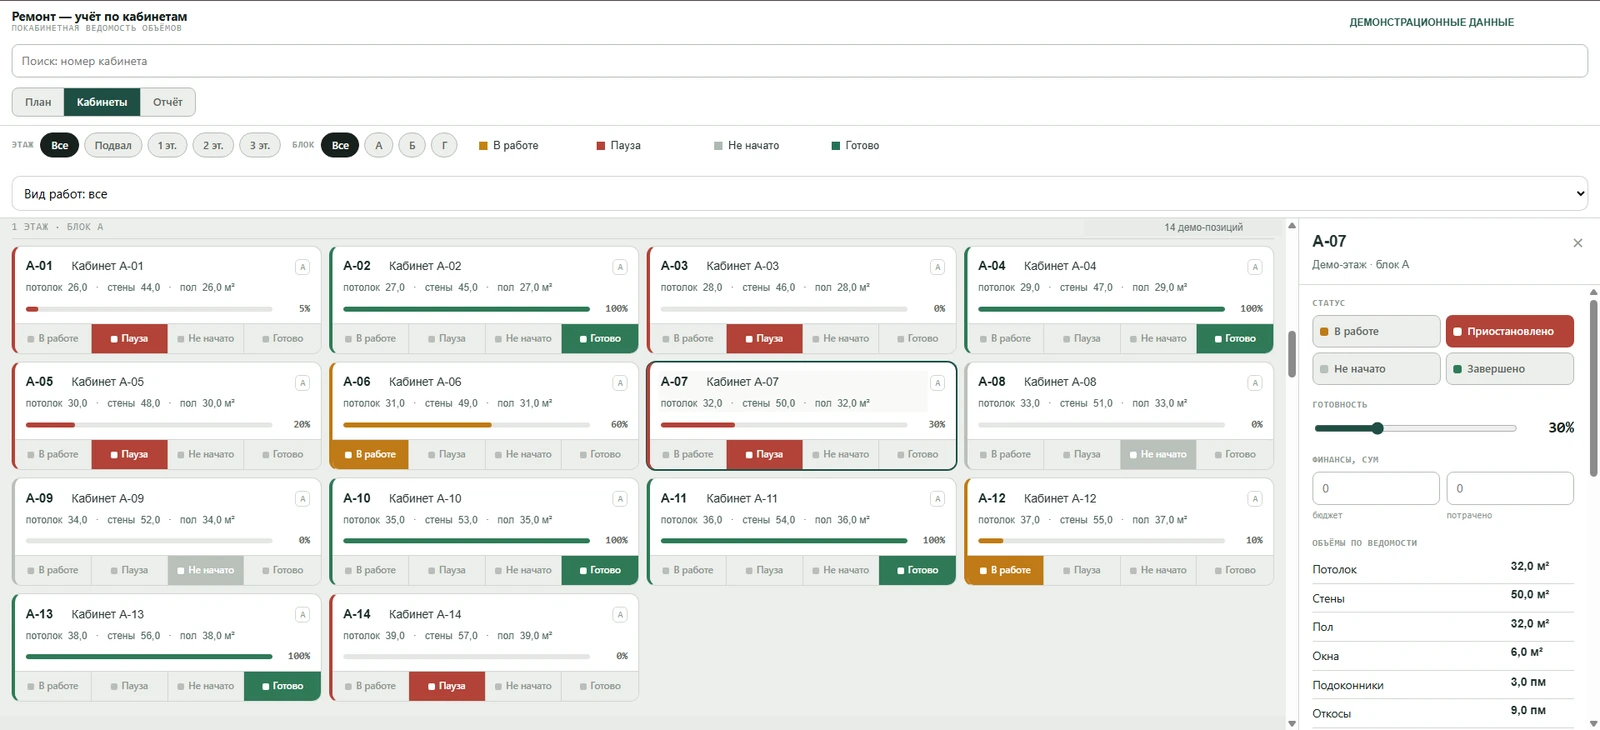 Ремонт — учёт по кабинетам
ПОКАБИНЕТНАЯ ВЕДОМОСТЬ ОБЪЁМОВ
ДЕМОНСТРАЦИОННЫЕ ДАННЫЕ
Поиск: номер кабинета
План Кабинеты Отчёт
ЭТАЖ Все Подвал 1 эт. 2 эт. 3 эт. БЛОК Все А Б Г В работе Пауза Не начато Готово
Вид работ: все
1 ЭТАЖ · БЛОК А 14 демо-позиций
А-01 Кабинет А-01 А
потолок 26,0 · стены 44,0 · пол 26,0 м²
5%
В работе Пауза Не начато Готово
А-02 Кабинет А-02 А
потолок 27,0 · стены 45,0 · пол 27,0 м²
100%
В работе Пауза Не начато Готово
А-03 Кабинет А-03 А
потолок 28,0 · стены 46,0 · пол 28,0 м²
0%
В работе Пауза Не начато Готово
А-04 Кабинет А-04 А
потолок 29,0 · стены 47,0 · пол 29,0 м²
100%
В работе Пауза Не начато Готово
А-05 Кабинет А-05 А
потолок 30,0 · стены 48,0 · пол 30,0 м²
20%
В работе Пауза Не начато Готово
А-06 Кабинет А-06 А
потолок 31,0 · стены 49,0 · пол 31,0 м²
60%
В работе Пауза Не начато Готово
А-07 Кабинет А-07 А
потолок 32,0 · стены 50,0 · пол 32,0 м²
30%
В работе Пауза Не начато Готово
А-08 Кабинет А-08 А
потолок 33,0 · стены 51,0 · пол 33,0 м²
0%
В работе Пауза Не начато Готово
А-09 Кабинет А-09 А
потолок 34,0 · стены 52,0 · пол 34,0 м²
0%
В работе Пауза Не начато Готово
А-10 Кабинет А-10 А
потолок 35,0 · стены 53,0 · пол 35,0 м²
100%
В работе Пауза Не начато Готово
А-11 Кабинет А-11 А
потолок 36,0 · стены 54,0 · пол 36,0 м²
100%
В работе Пауза Не начато Готово
А-12 Кабинет А-12 А
потолок 37,0 · стены 55,0 · пол 37,0 м²
10%
В работе Пауза Не начато Готово
А-13 Кабинет А-13 А
потолок 38,0 · стены 56,0 · пол 38,0 м²
100%
В работе Пауза Не начато Готово
А-14 Кабинет А-14 А
потолок 39,0 · стены 57,0 · пол 39,0 м²
0%
В работе Пауза Не начато Готово
А-07 ×
Демо-этаж · блок А
СТАТУС
В работе Приостановлено
Не начато Завершено
ГОТОВНОСТЬ
30%
ФИНАНСЫ, СУМ
0 0
бюджет потрачено
ОБЪЁМЫ ПО ВЕДОМОСТИ
Потолок 32,0 м²
Стены 50,0 м²
Пол 32,0 м²
Окна 6,0 м²
Подоконники 3,0 пм
Откосы 9,0 пм